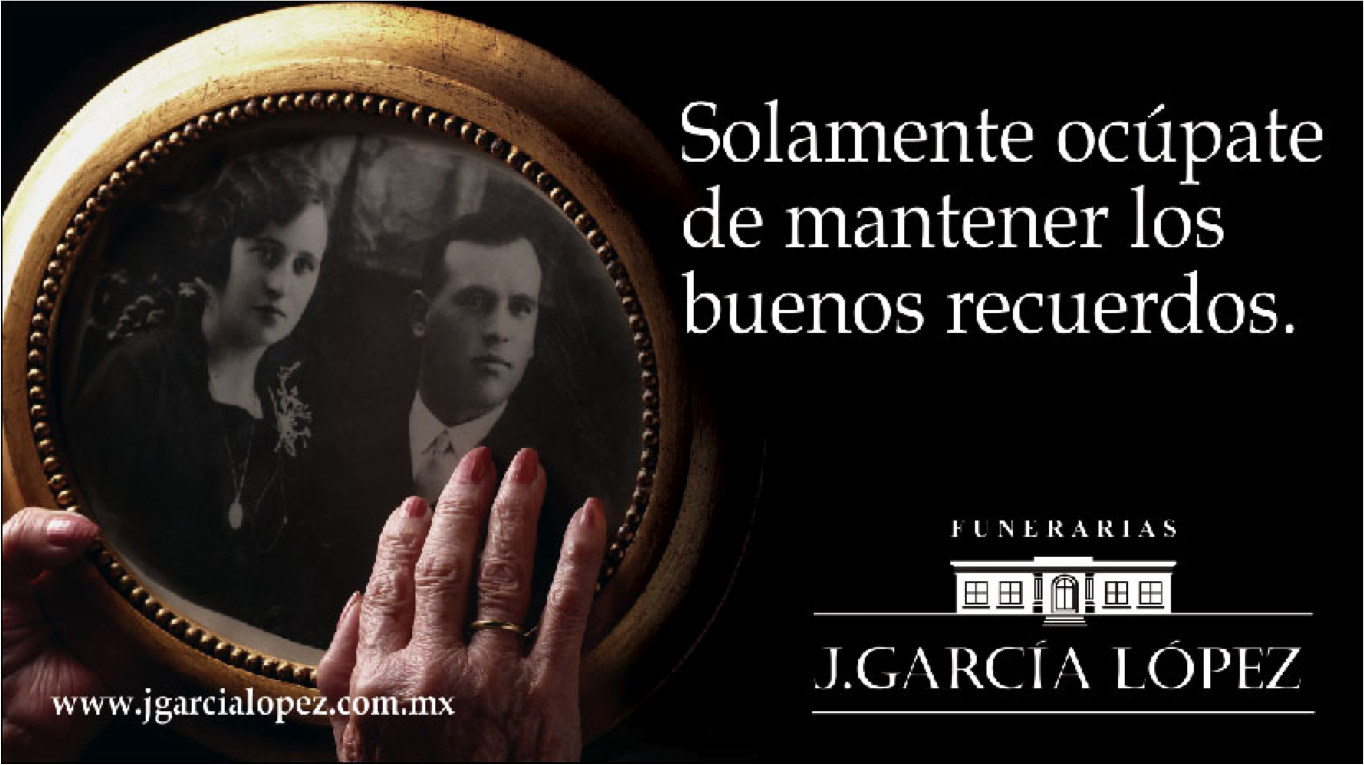 Solamente ocúpate
de mantener los
buenos recuerdos.
FUNERARIAS
J.GARCÍA LÓPEZ
www.jgarcialopez.com.mx